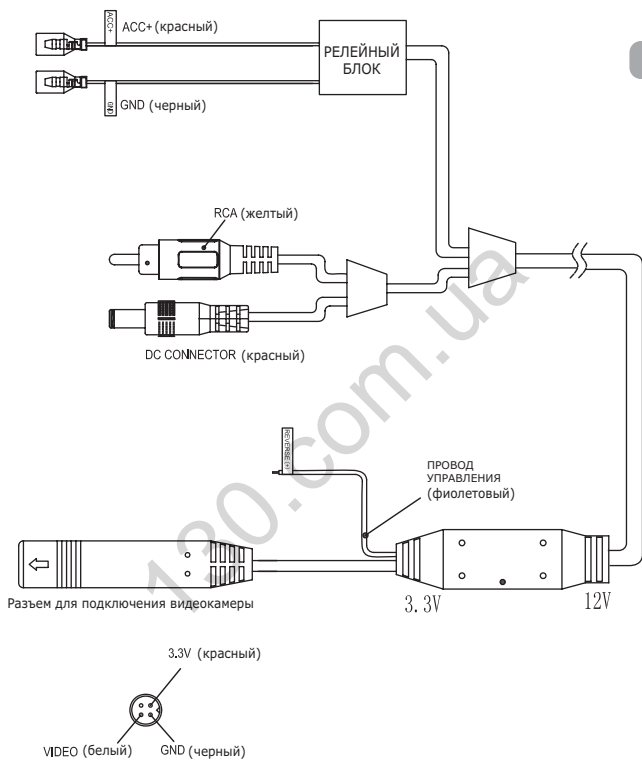 ACC+
ACC+ (красный)
РЕЛЕЙНЫЙ
БЛОК
GND
GND (черный)
RCA (желтый)
DC CONNECTOR (красный)
REVERSE(+)
ПРОВОД
УПРАВЛЕНИЯ
(фиолетовый)
130.com.ua
Разъем для подключения видеокамеры
3.3V
12V
3.3V (красный)
VIDEO (белый)
GND (черный)